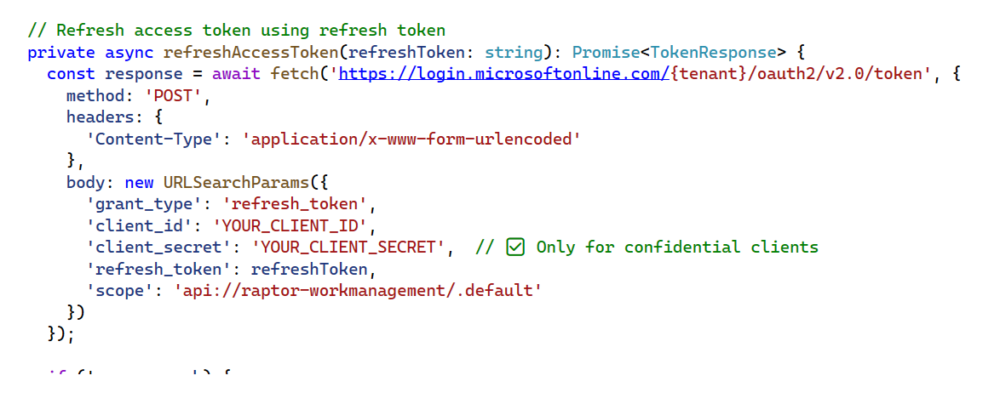 // Refresh access token using refresh token
private async refreshAccessToken(refreshToken: string): Promise<TokenResponse> {
  const response = await fetch('https://login.microsoftonline.com/{tenant}/oauth2/v2.0/token', {
    method: 'POST',
    headers: {
      'Content-Type': 'application/x-www-form-urlencoded'
    },
    body: new URLSearchParams({
      'grant_type': 'refresh_token',
      'client_id': 'YOUR_CLIENT_ID',
      'client_secret': 'YOUR_CLIENT_SECRET',  // ✅ Only for confidential clients
      'refresh_token': refreshToken,
      'scope': 'api://raptor-workmanagement/.default'
    })
  });